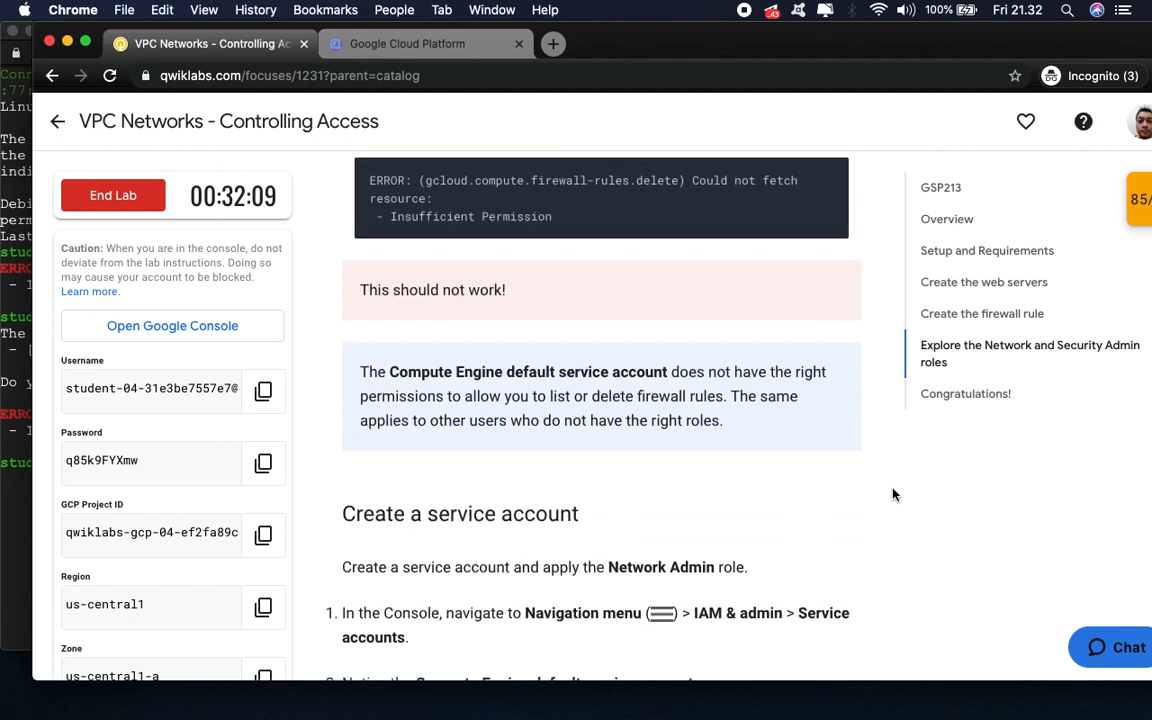 Chrome File Edit View History Bookmarks People Tab Window Help
43 100% Fri 21.32
VPC Networks - Controlling Ac
Google Cloud Platform
qwiklabs.com/focuses/1231?parent=catalog
Incognito (3)
VPC Networks - Controlling Access
End Lab
00:32:09
Caution: When you are in the console, do not
deviate from the lab instructions. Doing so
may cause your account to be blocked.
Learn more.
Open Google Console
Username
student-04-31e3be7557e7@
Password
q85k9FYXmw
GCP Project ID
qwiklabs-gcp-04-ef2fa89c
Region
us-central1
Zone
us-central1-a
ERROR: (gcloud.compute.firewall-rules.delete) Could not fetch
resource:
- Insufficient Permission
This should not work!
The Compute Engine default service account does not have the right
permissions to allow you to list or delete firewall rules. The same
applies to other users who do not have the right roles.
Create a service account
Create a service account and apply the Network Admin role.
1. In the Console, navigate to Navigation menu ( ) > IAM & admin > Service
accounts.
GSP213
Overview
Setup and Requirements
Create the web servers
Create the firewall rule
Explore the Network and Security Admin
roles
Congratulations!
85/
Chat